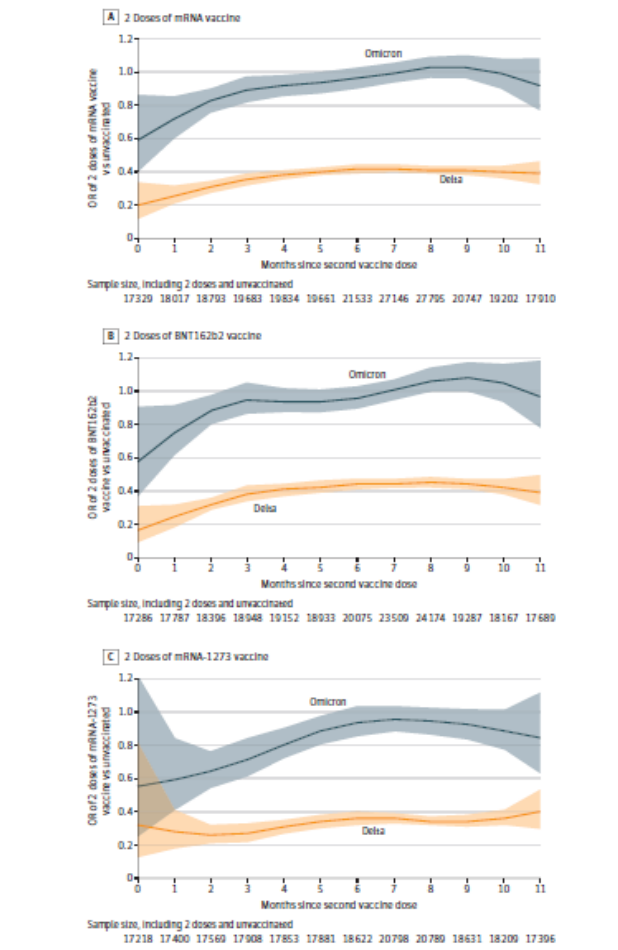 A 2 Doses of mRNA vaccine
OR of 2 doses of mRNA vaccine
vs unvaccinated
1.2
1.0
0.8
0.6
0.4
0.2
0
Omicron
Delta
0 1 2 3 4 5 6 7 8 9 10 11
Months since second vaccine dose
Sample size, including 2 doses and unvaccinated
17329 18017 18793 19683 19834 19661 21533 27146 27795 20747 19202 17910
B 2 Doses of BNT162b2 vaccine
OR of 2 doses of BNT162b2
vaccine vs unvaccinated
1.2
1.0
0.8
0.6
0.4
0.2
0
Omicron
Delta
0 1 2 3 4 5 6 7 8 9 10 11
Months since second vaccine dose
Sample size, including 2 doses and unvaccinated
17286 17787 18396 18948 19152 18933 20075 23509 24174 19287 18167 17689
C 2 Doses of mRNA-1273 vaccine
OR of 2 doses of mRNA-1273
vaccine vs unvaccinated
1.2
1.0
0.8
0.6
0.4
0.2
0
Omicron
Delta
0 1 2 3 4 5 6 7 8 9 10 11
Months since second vaccine dose
Sample size, including 2 doses and unvaccinated
17218 17400 17569 17908 17853 17881 18622 20798 20789 18631 18209 17396